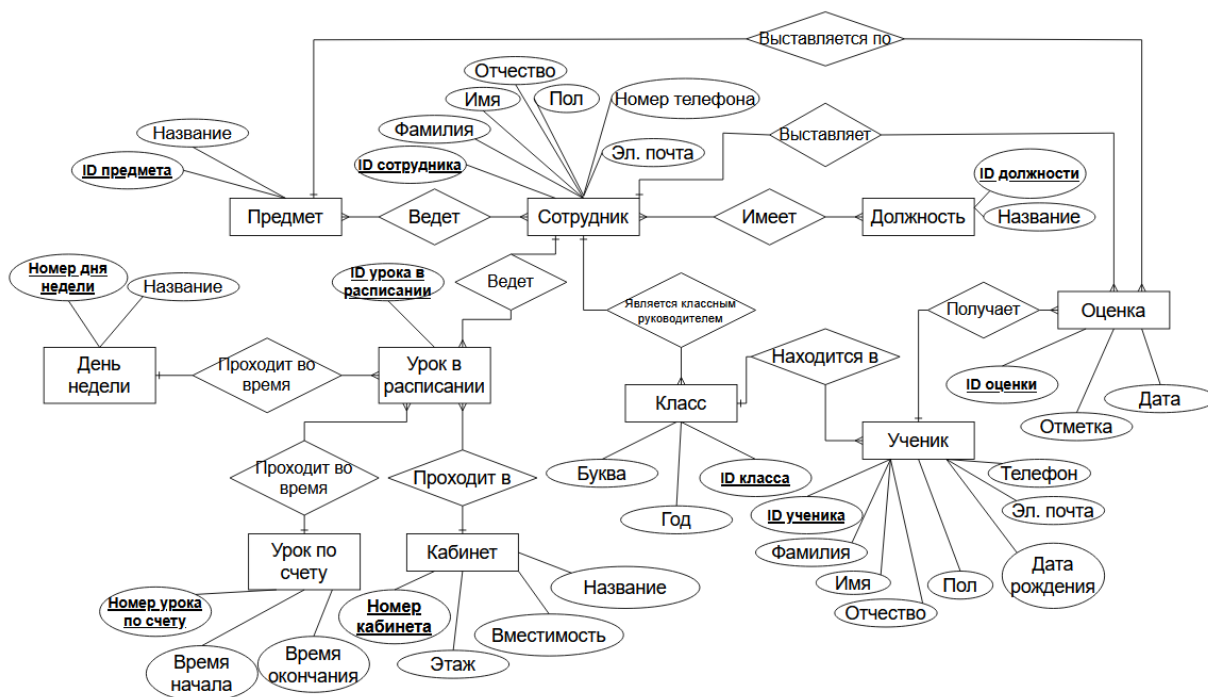 Выставляется по
Отчество
Имя
Пол
Номер телефона
Название
Фамилия
Выставляет
ID предмета
ID сотрудника
Эл. почта
ID должности
Предмет
Ведет
Сотрудник
Имеет
Должность
Название
Номер дня
недели
Название
ID урока в
расписании
Ведет
Является классным
руководителем
Получает
Оценка
День
недели
Проходит во
время
Урок в
расписании
Находится в
ID оценки
Дата
Класс
Отметка
Ученик
Проходит во
время
Проходит в
Буква
ID класса
Телефон
Год
ID ученика
Эл. почта
Урок по
счету
Кабинет
Фамилия
Название
Имя
Пол
Дата
рождения
Номер урока
по счету
Номер
кабинета
Отчество
Вместимость
Время
начала
Время
окончания
Этаж